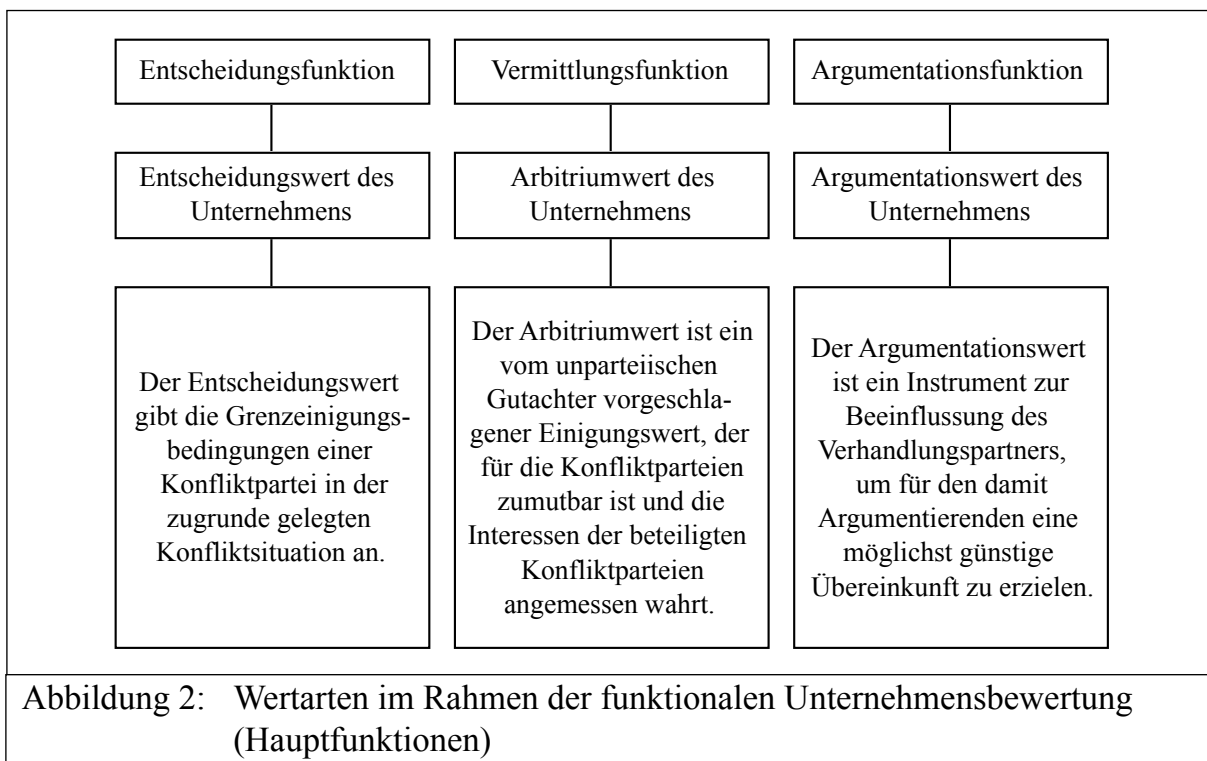 Entscheidungsfunktion
Vermittlungsfunktion
Argumentationsfunktion
Entscheidungswert des
Unternehmens
Arbitriumwert des
Unternehmens
Argumentationswert des
Unternehmens
Der Entscheidungswert
gibt die Grenzeinigungs-
bedingungen einer
Konfliktpartei in der
zugrunde gelegten
Konfliktsituation an.
Der Arbitriumwert ist ein
vom unparteiischen
Gutachter vorgeschla-
gener Einigungswert, der
für die Konfliktparteien
zumutbar ist und die
Interessen der beteiligten
Konfliktparteien
angemessen wahrt.
Der Argumentationswert
ist ein Instrument zur
Beeinflussung des
Verhandlungspartners,
um für den damit
Argumentierenden eine
möglichst günstige
Übereinkunft zu erzielen.
Abbildung 2: Wertarten im Rahmen der funktionalen Unternehmensbewertung
(Hauptfunktionen)